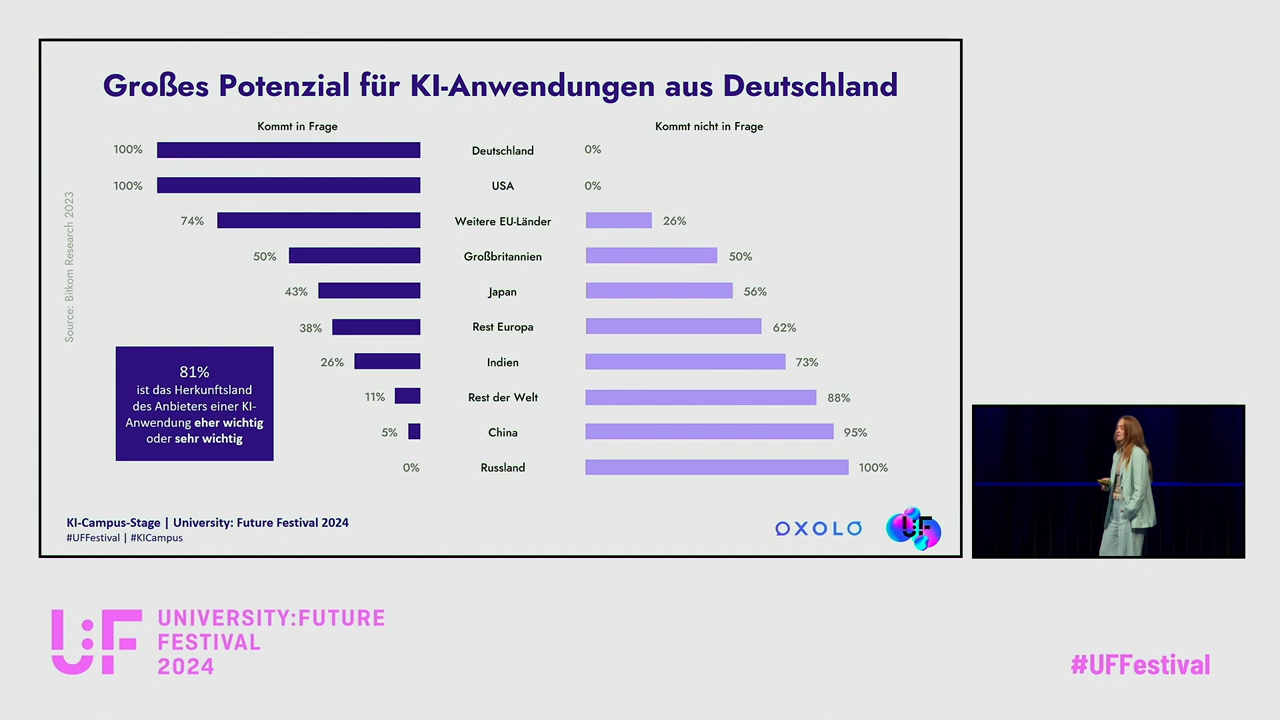 Großes Potenzial für KI-Anwendungen aus Deutschland
Kommt in Frage
Kommt nicht in Frage
100% Deutschland 0%
100% USA 0%
74% Weitere EU-Länder 26%
50% Großbritannien 50%
43% Japan 56%
38% Rest Europa 62%
26% Indien 73%
11% Rest der Welt 88%
5% China 95%
0% Russland 100%
Source: Bitkom Research 2023
81%
ist das Herkunftsland
des Anbieters einer KI-
Anwendung eher wichtig
oder sehr wichtig
KI-Campus-Stage | University: Future Festival 2024
#UFFestival | #KICampus
OXOLO
U:F
U:F
UNIVERSITY:FUTURE
FESTIVAL
2024
#UFFestival